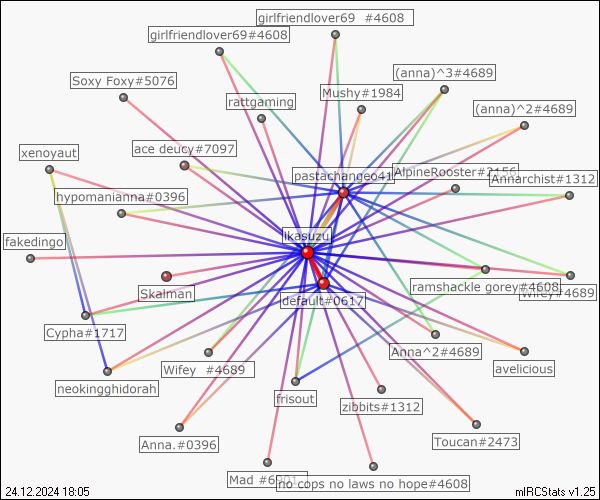 girlfriendlover69  #4608
girlfriendlover69#4608
(anna)^3#4689
Soxy Foxy#5076
Mushy#1984
rattgaming
(anna)^2#4689
ace deucy#7097
xenoyaut
pastachangeo41
AlpineRooster#2156
Annarchist#1312
hypomanianna#0396
ikasuzu
fakedingo
Skalman
ramshackle gorey#4608
Wifey#4689
default#0617
Cypha#1717
Anna^2#4689
Wifey  #4689
avelicious
neokingghidorah
frisout
zibbits#1312
Toucan#2473
Anna.#0396
Mad
no cops no laws no hope#4608
24.12.2024 18:05
mIRCStats v1.25